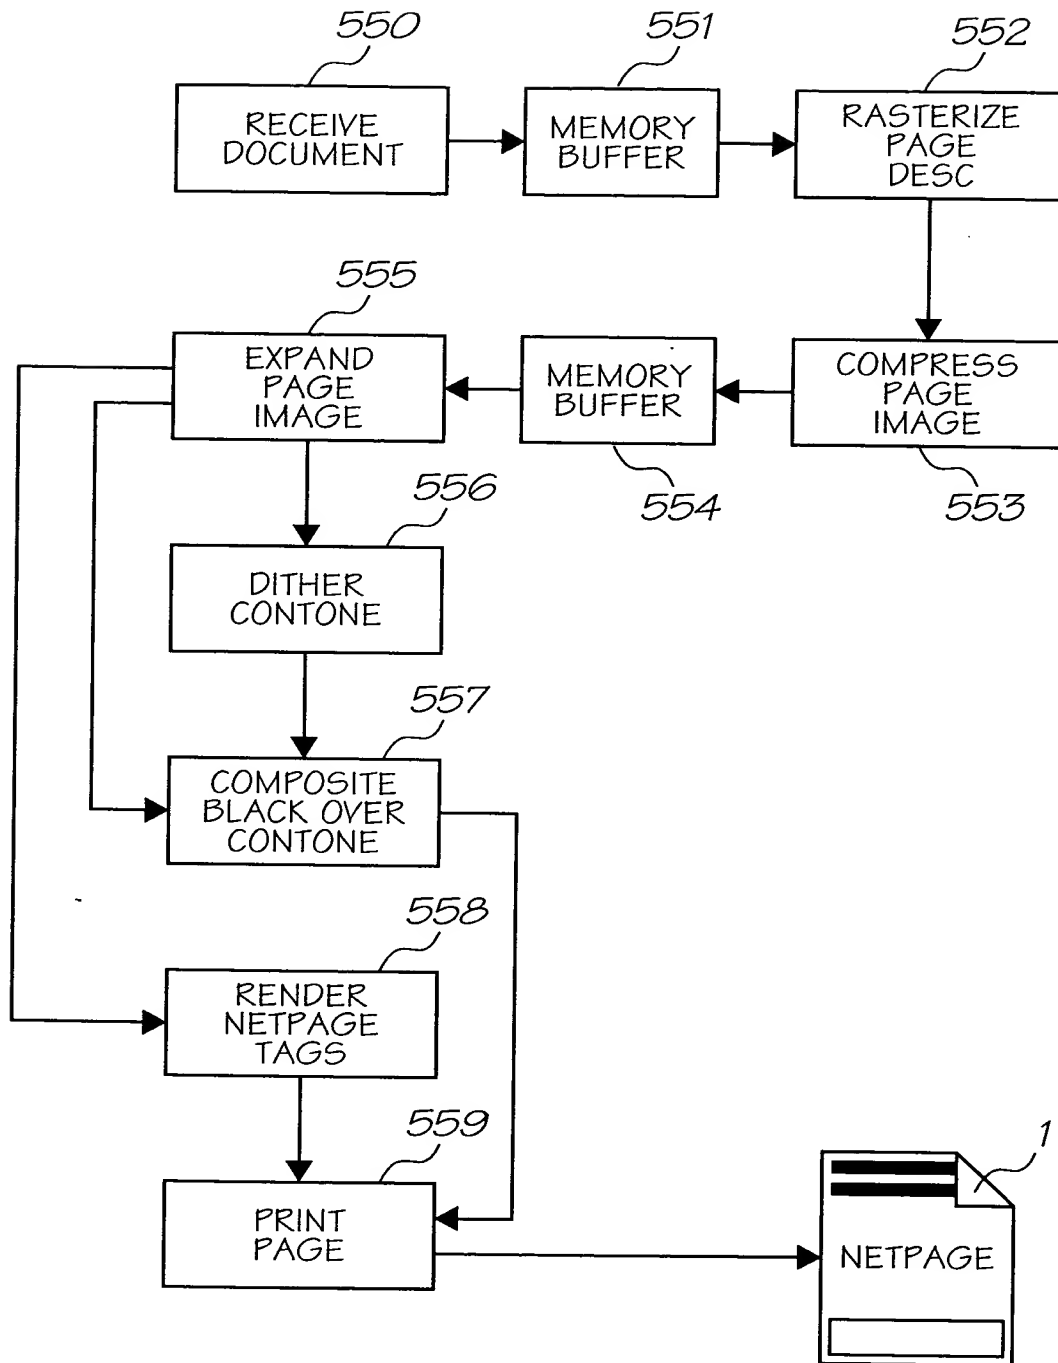 550
551
552
RECEIVE
DOCUMENT
MEMORY
BUFFER
RASTERIZE
PAGE
DESC
555
EXPAND
PAGE
IMAGE
MEMORY
BUFFER
COMPRESS
PAGE
IMAGE
554
553
556
DITHER
CONTONE
557
COMPOSITE
BLACK OVER
CONTONE
558
RENDER
NETPAGE
TAGS
559
PRINT
PAGE
1
NETPAGE